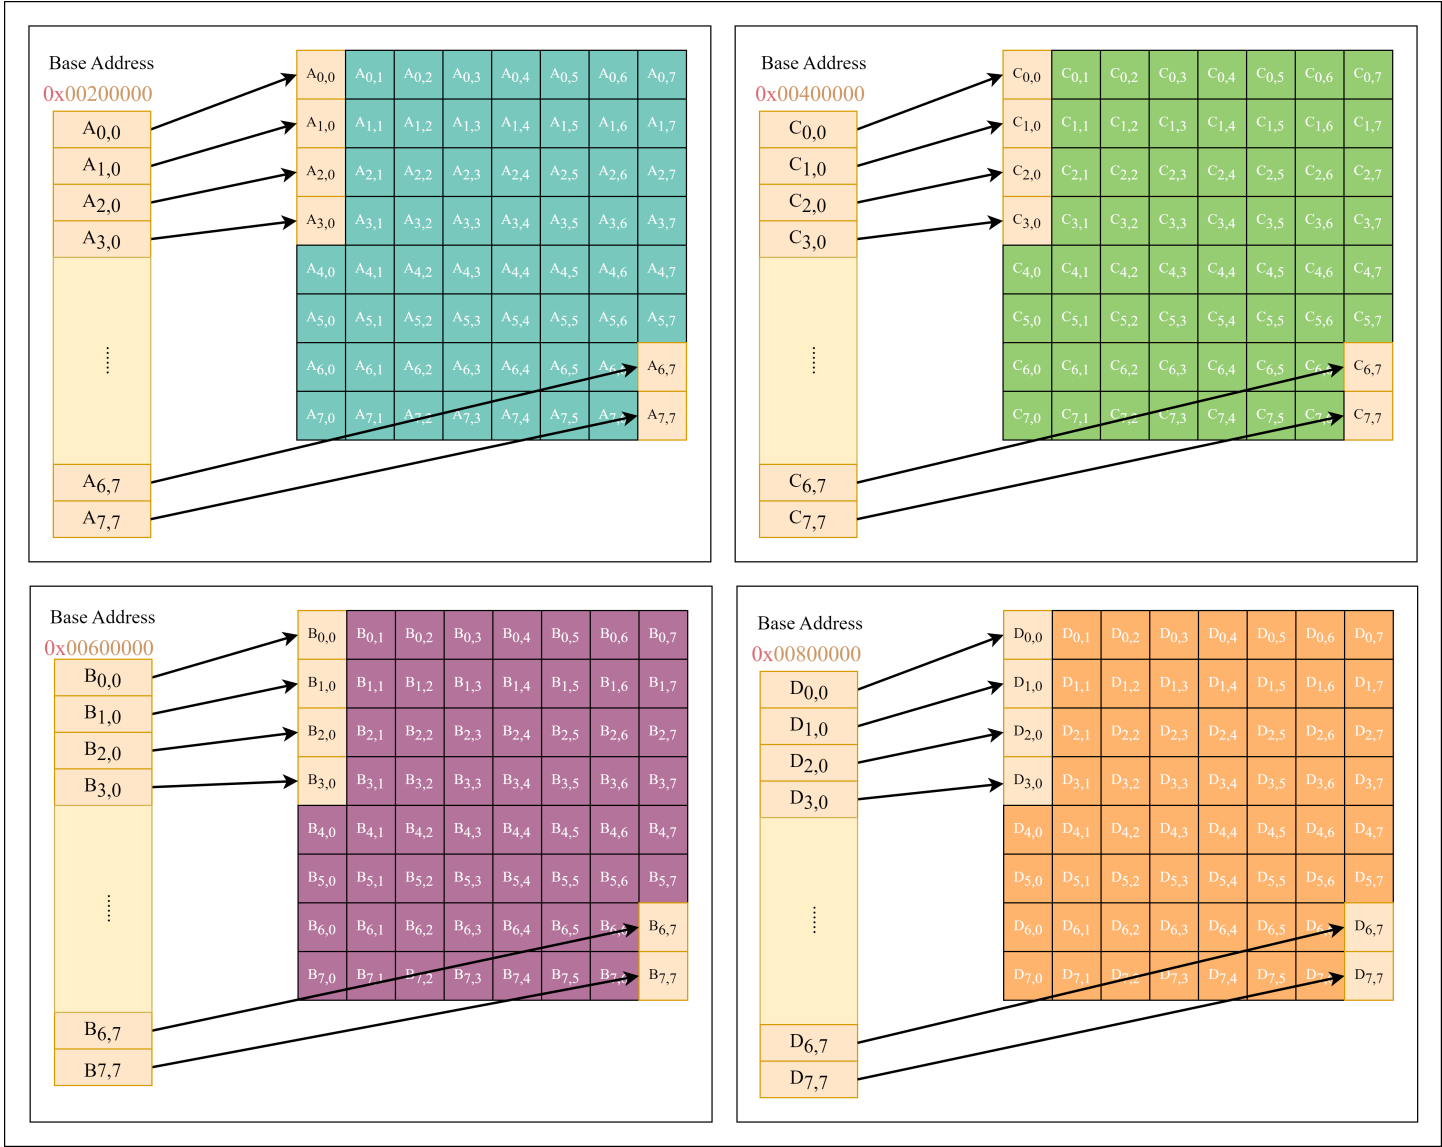 Base Address
0x00200000
A0,0
A1,0
A2,0
A3,0
......
A6,7
A7,7
A0,0 A0,1 A0,2 A0,3 A0,4 A0,5 A0,6 A0,7
A1,0 A1,1 A1,2 A1,3 A1,4 A1,5 A1,6 A1,7
A2,0 A2,1 A2,2 A2,3 A2,4 A2,5 A2,6 A2,7
A3,0 A3,1 A3,2 A3,3 A3,4 A3,5 A3,6 A3,7
A4,0 A4,1 A4,2 A4,3 A4,4 A4,5 A4,6 A4,7
A5,0 A5,1 A5,2 A5,3 A5,4 A5,5 A5,6 A5,7
A6,0 A6,1 A6,2 A6,3 A6,4 A6,5 A6,7
A7,0 A7,1 A7,2 A7,3 A7,4 A7,5 A7,7
Base Address
0x00400000
C0,0
C1,0
C2,0
C3,0
......
C6,7
C7,7
C0,0 C0,1 C0,2 C0,3 C0,4 C0,5 C0,6 C0,7
C1,0 C1,1 C1,2 C1,3 C1,4 C1,5 C1,6 C1,7
C2,0 C2,1 C2,2 C2,3 C2,4 C2,5 C2,6 C2,7
C3,0 C3,1 C3,2 C3,3 C3,4 C3,5 C3,6 C3,7
C4,0 C4,1 C4,2 C4,3 C4,4 C4,5 C4,6 C4,7
C5,0 C5,1 C5,2 C5,3 C5,4 C5,5 C5,6 C5,7
C6,0 C6,1 C6,2 C6,3 C6,4 C6,5 C6,7
C7,0 C7,1 C7,2 C7,3 C7,4 C7,5 C7,7
Base Address
0x00600000
B0,0
B1,0
B2,0
B3,0
......
B6,7
B7,7
B0,0 B0,1 B0,2 B0,3 B0,4 B0,5 B0,6 B0,7
B1,0 B1,1 B1,2 B1,3 B1,4 B1,5 B1,6 B1,7
B2,0 B2,1 B2,2 B2,3 B2,4 B2,5 B2,6 B2,7
B3,0 B3,1 B3,2 B3,3 B3,4 B3,5 B3,6 B3,7
B4,0 B4,1 B4,2 B4,3 B4,4 B4,5 B4,6 B4,7
B5,0 B5,1 B5,2 B5,3 B5,4 B5,5 B5,6 B5,7
B6,0 B6,1 B6,2 B6,3 B6,4 B6,5 B6,7
B7,0 B7,1 B7,2 B7,3 B7,4 B7,5 B7,7
Base Address
0x00800000
D0,0
D1,0
D2,0
D3,0
......
D6,7
D7,7
D0,0 D0,1 D0,2 D0,3 D0,4 D0,5 D0,6 D0,7
D1,0 D1,1 D1,2 D1,3 D1,4 D1,5 D1,6 D1,7
D2,0 D2,1 D2,2 D2,3 D2,4 D2,5 D2,6 D2,7
D3,0 D3,1 D3,2 D3,3 D3,4 D3,5 D3,6 D3,7
D4,0 D4,1 D4,2 D4,3 D4,4 D4,5 D4,6 D4,7
D5,0 D5,1 D5,2 D5,3 D5,4 D5,5 D5,6 D5,7
D6,0 D6,1 D6,2 D6,3 D6,4 D6,5 D6,7
D7,0 D7,1 D7,2 D7,3 D7,4 D7,5 D7,7